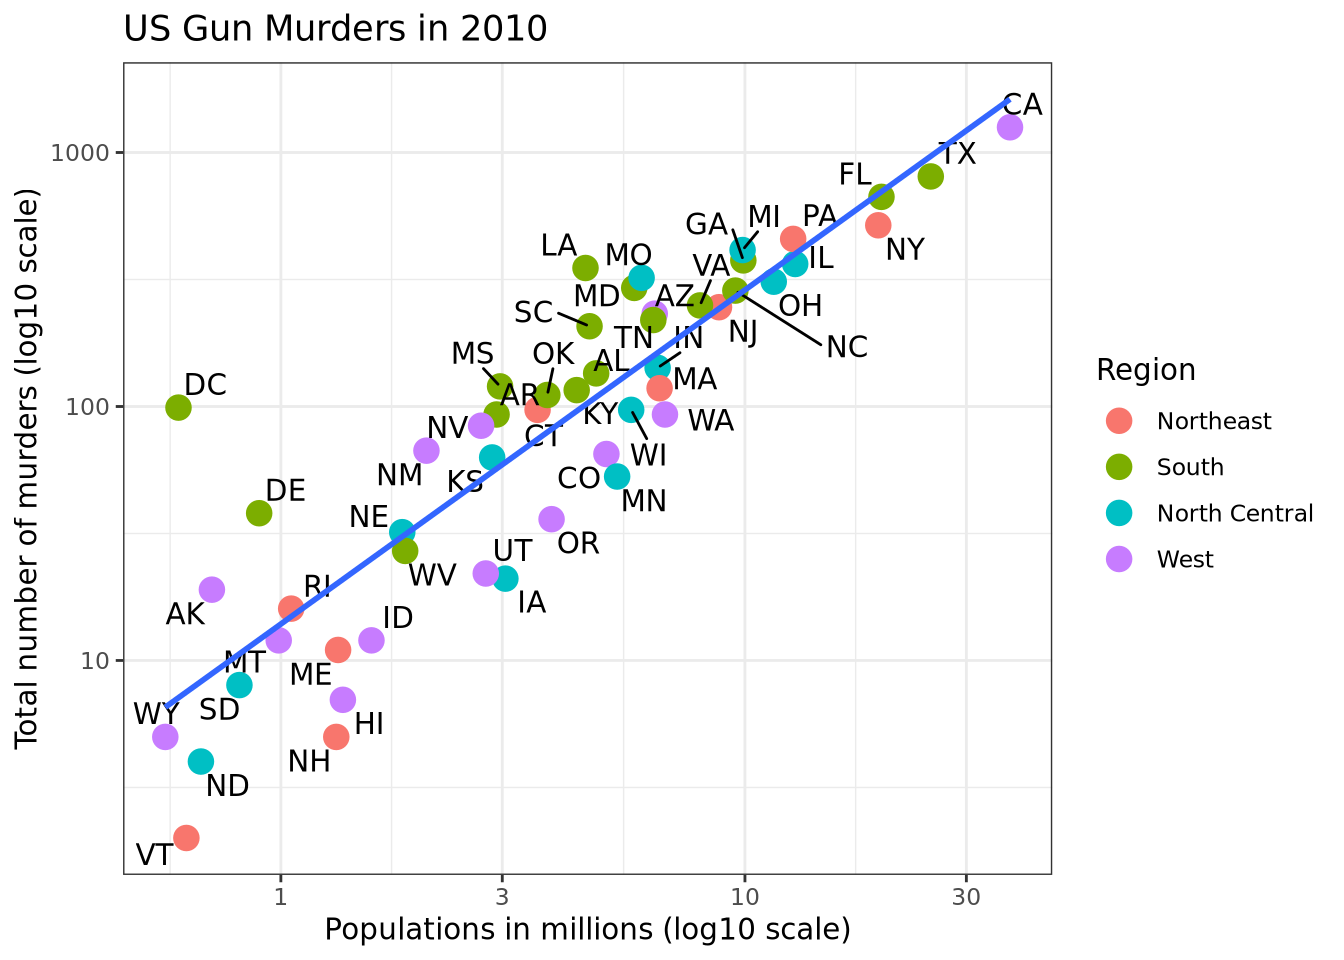 US Gun Murders in 2010
CA
TX
1000
FL
PA
MI
GA
NY
LA
MO
IL
VA
MD
AZ
OH
SC
TN
IN
NJ
NC
MS
OK
AL
Region
DC
MA
AR
Northeast
100
KY
WA
NV
CT
WI
South
NM
KS
CO
DE
MN
North Central
NE
OR
UT
West
WV
RI
IA
AK
ID
10
MT
ME
SD
WY
HI
NH
ND
VT
1 3 10 30
Populations in millions (log10 scale)
Total number of murders (log10 scale)